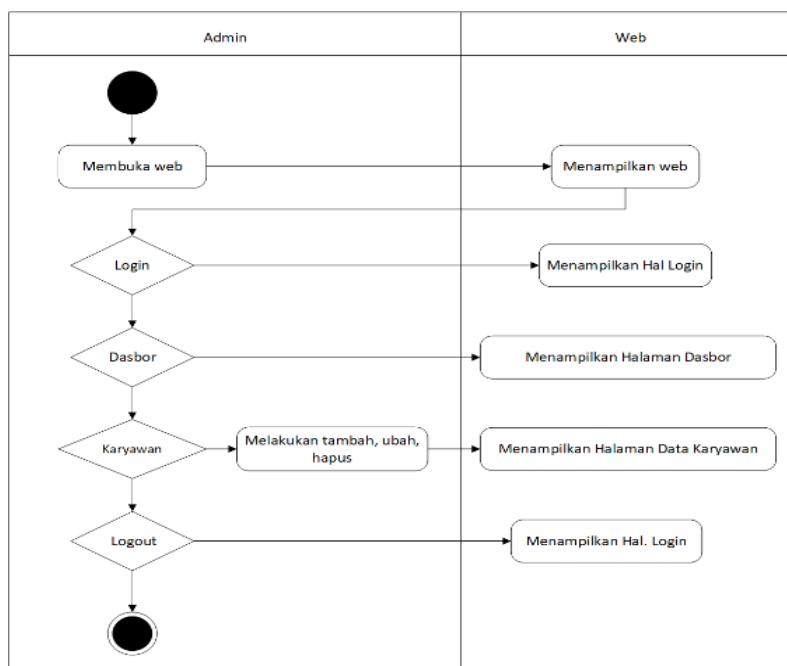 Admin
Web
Membuka web
Menampilkan web
Login
Menampilkan Hal Login
Dasbor
Menampilkan Halaman Dasbor
Karyawan
Melakukan tambah, ubah,
hapus
Menampilkan Halaman Data Karyawan
Logout
Menampilkan Hal. Login